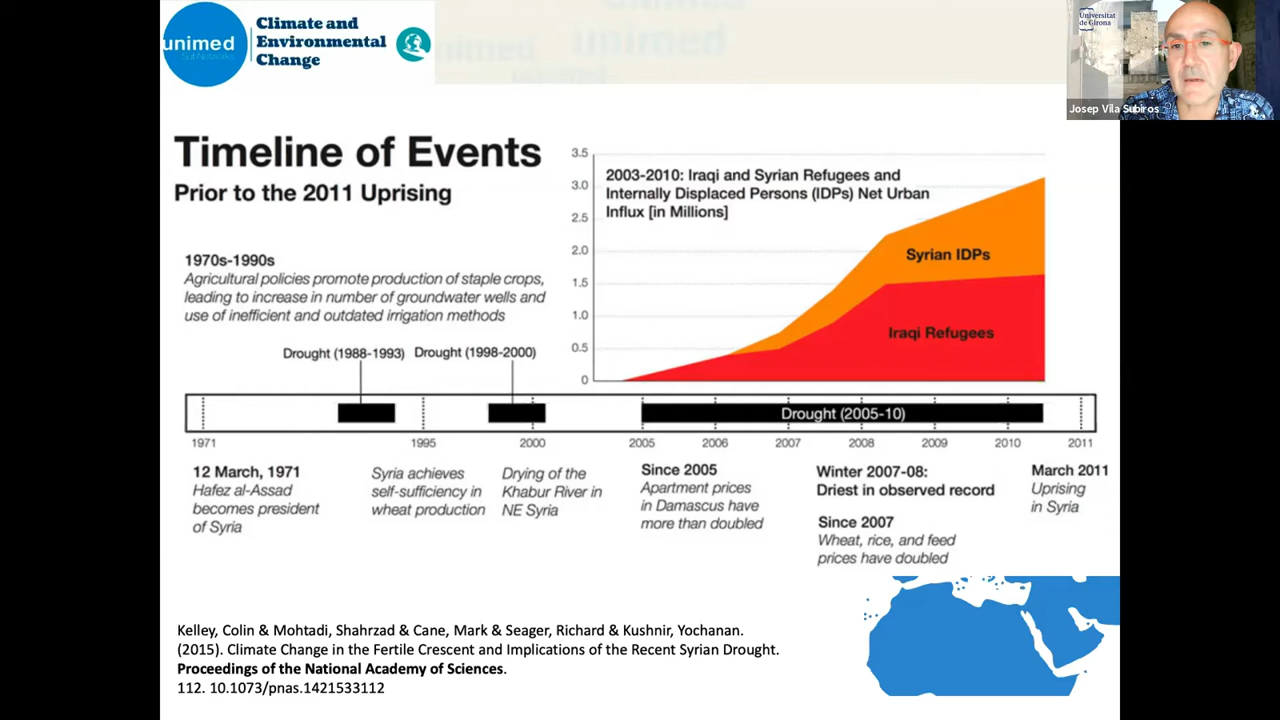 unimed
Sub Networks
Climate and
Environmental
Change
unimed
unimed
unimed
unimed
Universitat
de Girona
Josep Vila Subiros
Timeline of Events
Prior to the 2011 Uprising
1970s-1990s
Agricultural policies promote production of staple crops,
leading to increase in number of groundwater wells and
use of inefficient and outdated irrigation methods
3.5
3.0
2.5
2.0
1.5
1.0
0.5
0
2003-2010: Iraqi and Syrian Refugees and
Internally Displaced Persons (IDPs) Net Urban
Influx [in Millions]
Syrian IDPs
Iraqi Refugees
Drought (1988-1993) Drought (1998-2000)
Drought (2005-10)
1971 1995 2000 2005 2006 2007 2008 2009 2010 2011
12 March, 1971
Hafez al-Assad
becomes president
of Syria
Syria achieves
self-sufficiency in
wheat production
Drying of the
Khabur River in
NE Syria
Since 2005
Apartment prices
in Damascus have
more than doubled
Winter 2007-08:
Driest in observed record
Since 2007
Wheat, rice, and feed
prices have doubled
March 2011
Uprising
in Syria
Kelley, Colin & Mohtadi, Shahrzad & Cane, Mark & Seager, Richard & Kushnir, Yochanan.
(2015). Climate Change in the Fertile Crescent and Implications of the Recent Syrian Drought.
Proceedings of the National Academy of Sciences.
112. 10.1073/pnas.1421533112